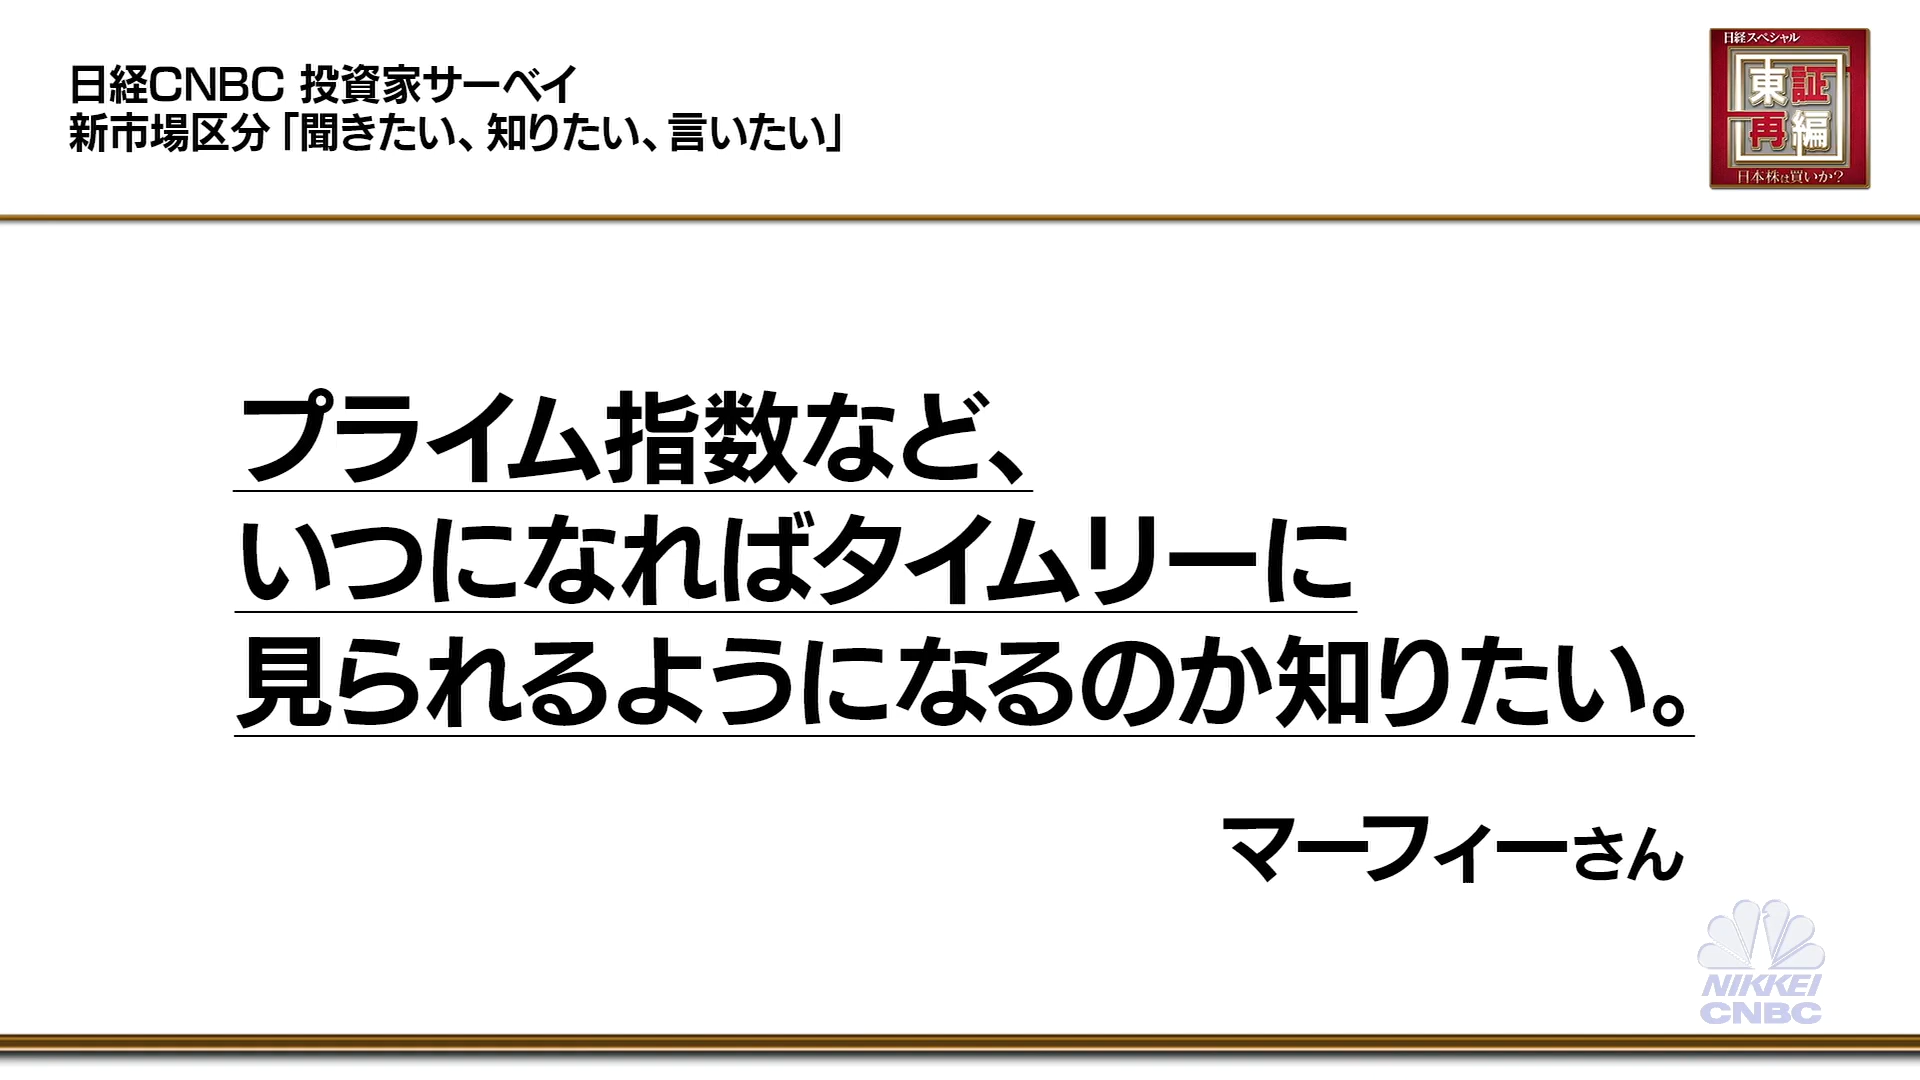 日経CNBC 投資家サーベイ
新市場区分「聞きたい、知りたい、言いたい」
日経スペシャル
東証
再編
日本株は買いか?
プライム指数など、
いつになればタイムリーに
見られるようになるのか知りたい。
マーフィーさん
NIKKEI
CNBC